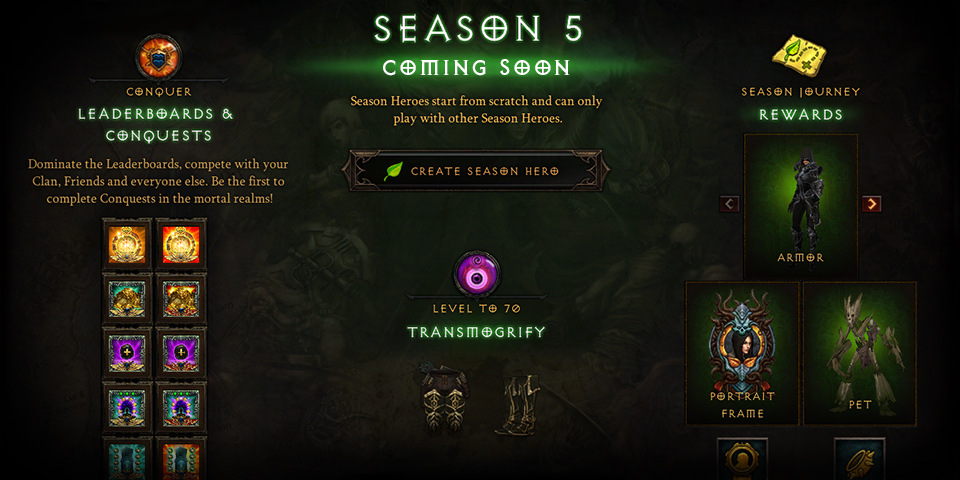 SEASON 5
COMING SOON
Season Heroes start from scratch and can only
play with other Season Heroes.
CREATE SEASON HERO
CONQUER
LEADERBOARDS &
CONQUESTS
Dominate the Leaderboards, compete with your
Clan, Friends and everyone else. Be the first to
complete Conquests in the mortal realms!
LEVEL TO 70
TRANSMOGRIFY
SEASON JOURNEY
REWARDS
ARMOR
PORTRAIT
FRAME
PET